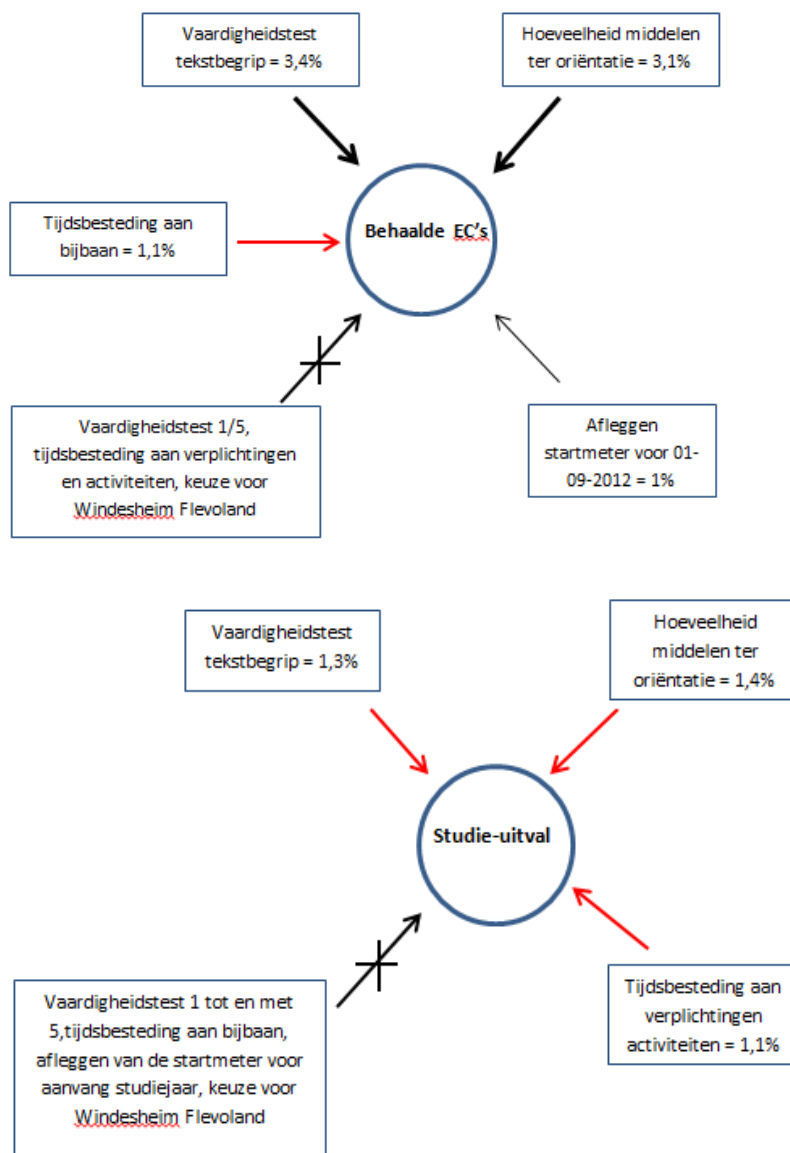 Vaardigheidstest
tekstbegrip = 3,4%
Hoeveelheid middelen
ter oriëntatie = 3,1%
Tijdsbesteding aan
bijbaan = 1,1%
Behaalde EC's
Vaardigheidstest 1/5,
tijdsbesteding aan verplichtingen
en activiteiten, keuze voor
Windesheim Flevoland
Afleggen
startmeter voor 01-
09-2012 = 1%
Vaardigheidstest
tekstbegrip = 1,3%
Hoeveelheid
middelen ter
oriëntatie = 1,4%
Studie-uitval
Vaardigheidstest 1 tot en met
5,tijdsbesteding aan bijbaan,
afleggen van de startmeter voor
aanvang studiejaar, keuze voor
Windesheim Flevoland
Tijdsbesteding aan
verplichtingen
activiteiten = 1,1%